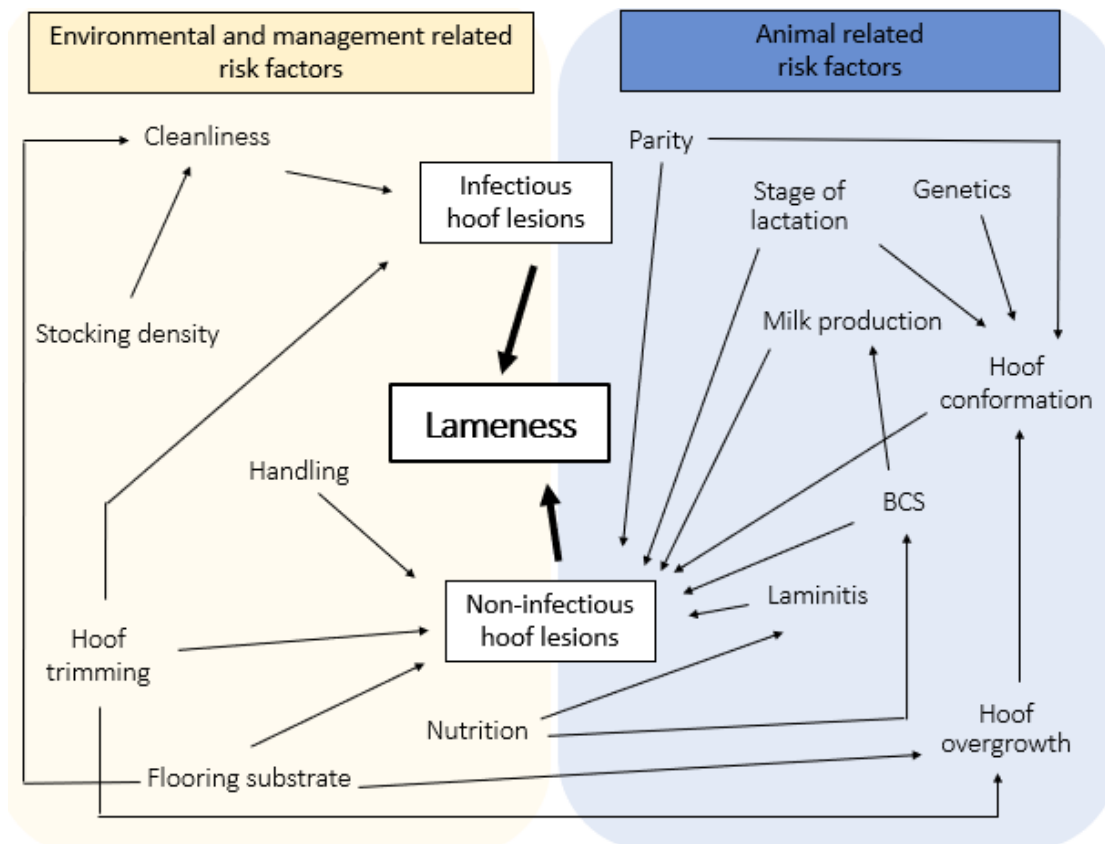 Environmental and management related
risk factors
Animal related
risk factors
Cleanliness
Parity
Infectious
hoof lesions
Stage of
lactation
Genetics
Stocking density
Milk production
Hoof
conformation
Lameness
Handling
BCS
Non-infectious
hoof lesions
Laminitis
Hoof
trimming
Nutrition
Hoof
overgrowth
Flooring substrate